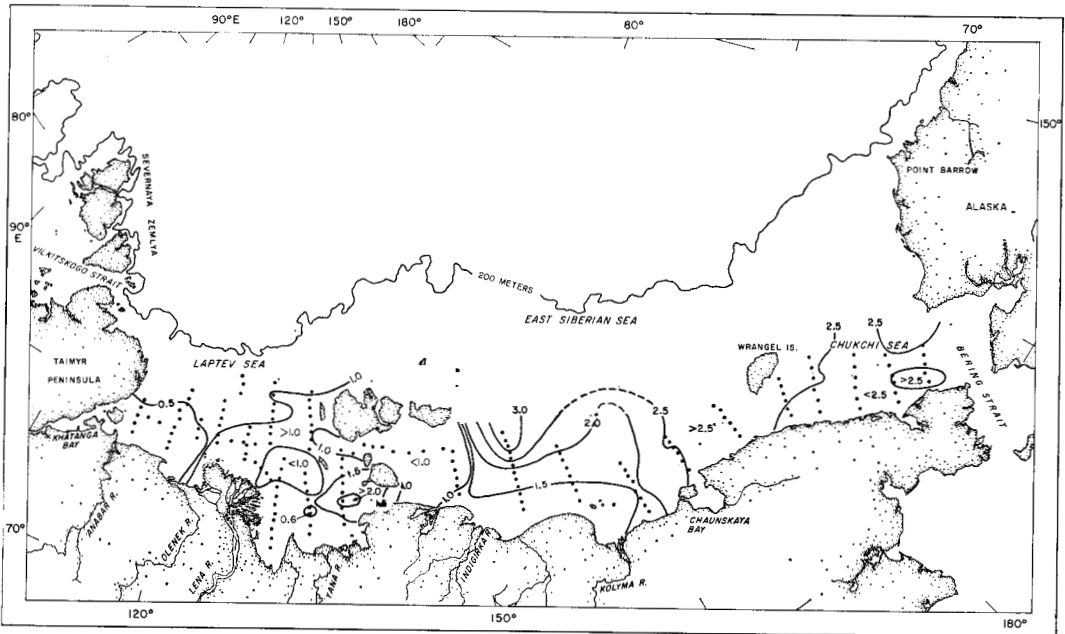 90°E 120° 150° 180° 80° 70°
80°
150°
90°
E
SEVERNAYA ZEMLYA
VILKITSKOGO STRAIT
POINT BARROW
ALASKA
200 METERS
EAST SIBERIAN SEA
LAPTEV SEA
TAIMYR
PENINSULA
WRANGEL IS.
2.5
2.5
CHUKCHI SEA
BERING STRAIT
>2.5
<2.5
0.5
1.0
>1.0
1.0
<1.0
1.6
<1.0
>2.0
1.0
1.0
0.6
3.0
2.0
2.5
>2.5
1.5
KHATANGA
BAY
ANABAR R.
OLENEK R.
LENA R.
YANA R.
INDIGIRKA R.
KOLYMA R.
CHAUNSKAYA
BAY
70°
120° 150° 180°